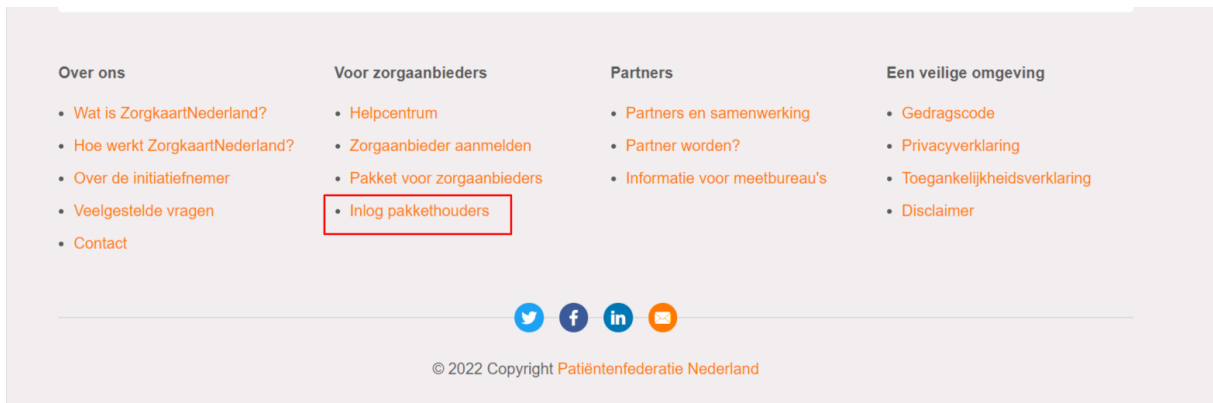 Over ons
• Wat is ZorgkaartNederland?
• Hoe werkt ZorgkaartNederland?
• Over de initiatiefnemer
• Veelgestelde vragen
• Contact
Voor zorgaanbieders
• Helpcentrum
• Zorgaanbieder aanmelden
• Pakket voor zorgaanbieders
• Inlog pakkethouders
Partners
• Partners en samenwerking
• Partner worden?
• Informatie voor meetbureau's
Een veilige omgeving
• Gedragscode
• Privacyverklaring
• Toegankelijkheidsverklaring
• Disclaimer
© 2022 Copyright Patiëntenfederatie Nederland